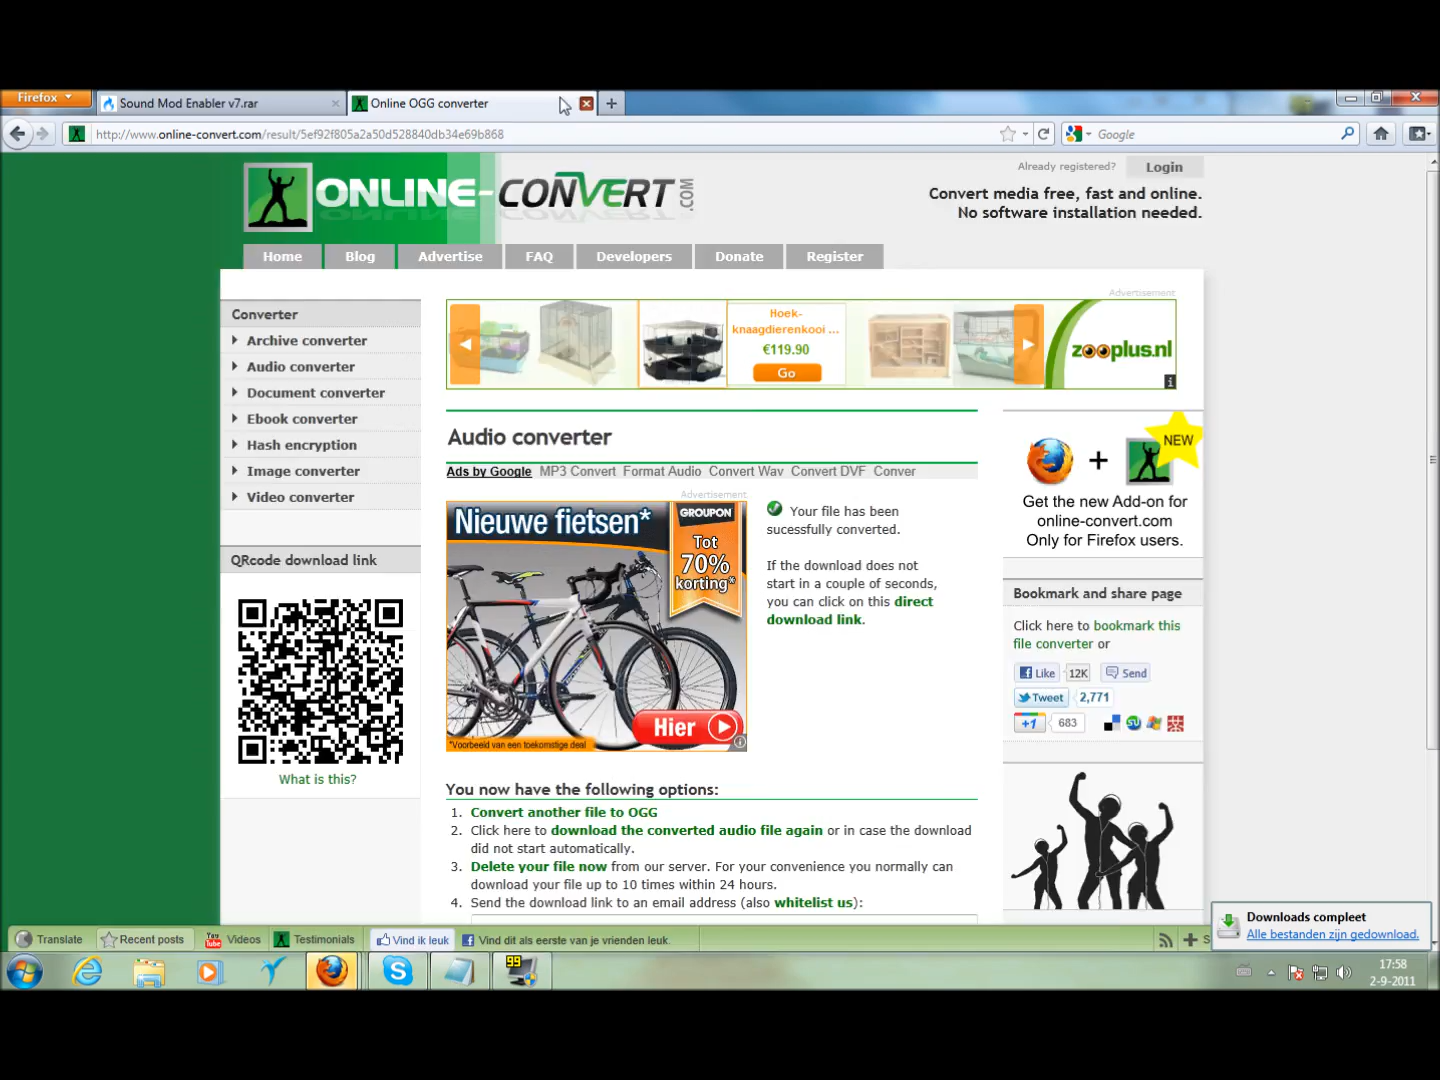 Firefox
Sound Mod Enabler v7.rar
Online OGG converter
http://www.online-convert.com/result/5ef92f805a2a50d528840db34e69b868
Google
ONLINE-CONVERT.COM
Already registered?
Login
Convert media free, fast and online.
No software installation needed.
Home
Blog
Advertise
FAQ
Developers
Donate
Register
Advertisement
Converter
Archive converter
Audio converter
Document converter
Ebook converter
Hash encryption
Image converter
Video converter
Hoek-
knaagdierenkooi ...
€119.90
Go
zooplus.nl
Audio converter
Ads by Google MP3 Convert Format Audio Convert Wav Convert DVF Conver
Advertisement
Nieuwe fietsen*
GROUPON
Tot
70%
korting*
Hier
*Voorbeeld van een toekomstige deal
Your file has been
sucessfully converted.
If the download does not
start in a couple of seconds,
you can click on this direct
download link.
NEW
+
Get the new Add-on for
online-convert.com
Only for Firefox users.
Bookmark and share page
Click here to bookmark this
file converter or
Like 12K Send
Tweet 2,771
+1 683
QRcode download link
What is this?
You now have the following options:
1. Convert another file to OGG
2. Click here to download the converted audio file again or in case the download
did not start automatically.
3. Delete your file now from our server. For your convenience you normally can
download your file up to 10 times within 24 hours.
4. Send the download link to an email address (also whitelist us):
Translate
Recent posts
You Tube
Videos
Testimonials
Vind ik leuk
Vind dit als eerste van je vrienden leuk.
S
Downloads compleet
Alle bestanden zijn gedownload.
99
17:58
2-9-2011